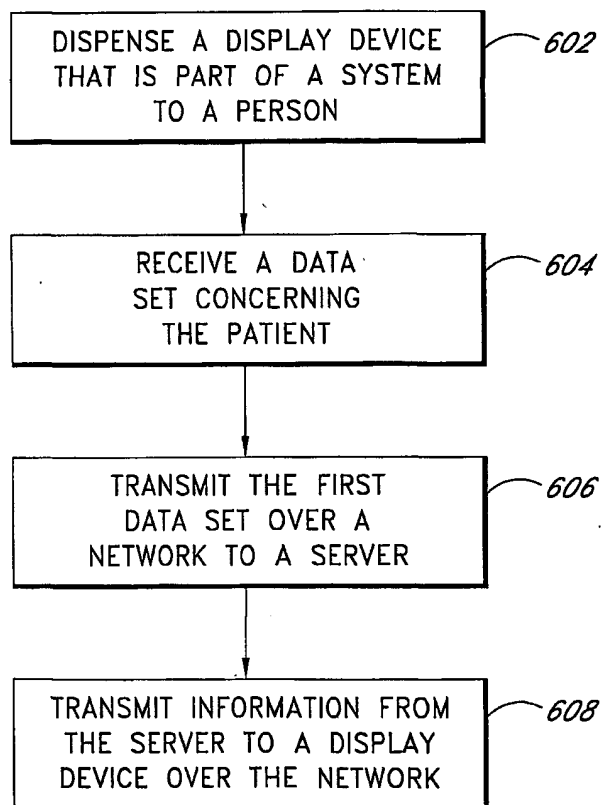 DISPENSE A DISPLAY DEVICE
THAT IS PART OF A SYSTEM
TO A PERSON
602
RECEIVE A DATA
SET CONCERNING
THE PATIENT
604
TRANSMIT THE FIRST
DATA SET OVER A
NETWORK TO A SERVER
606
TRANSMIT INFORMATION FROM
THE SERVER TO A DISPLAY
DEVICE OVER THE NETWORK
608